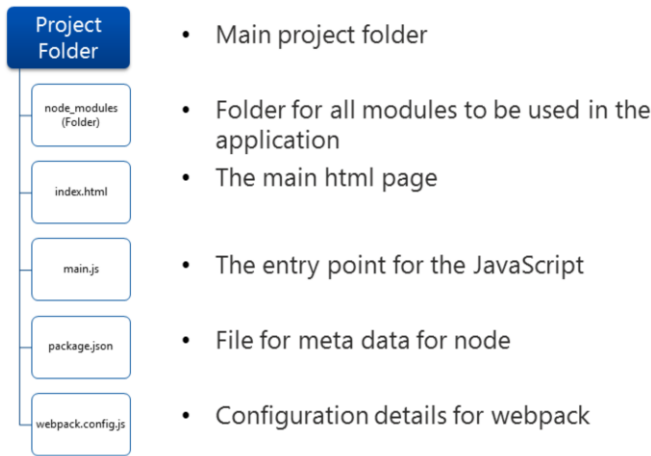 Project
Folder
• Main project folder
node_modules
(Folder)
• Folder for all modules to be used in the
application
index.html
• The main html page
main.js
• The entry point for the JavaScript
package.json
• File for meta data for node
webpack.config.js
• Configuration details for webpack